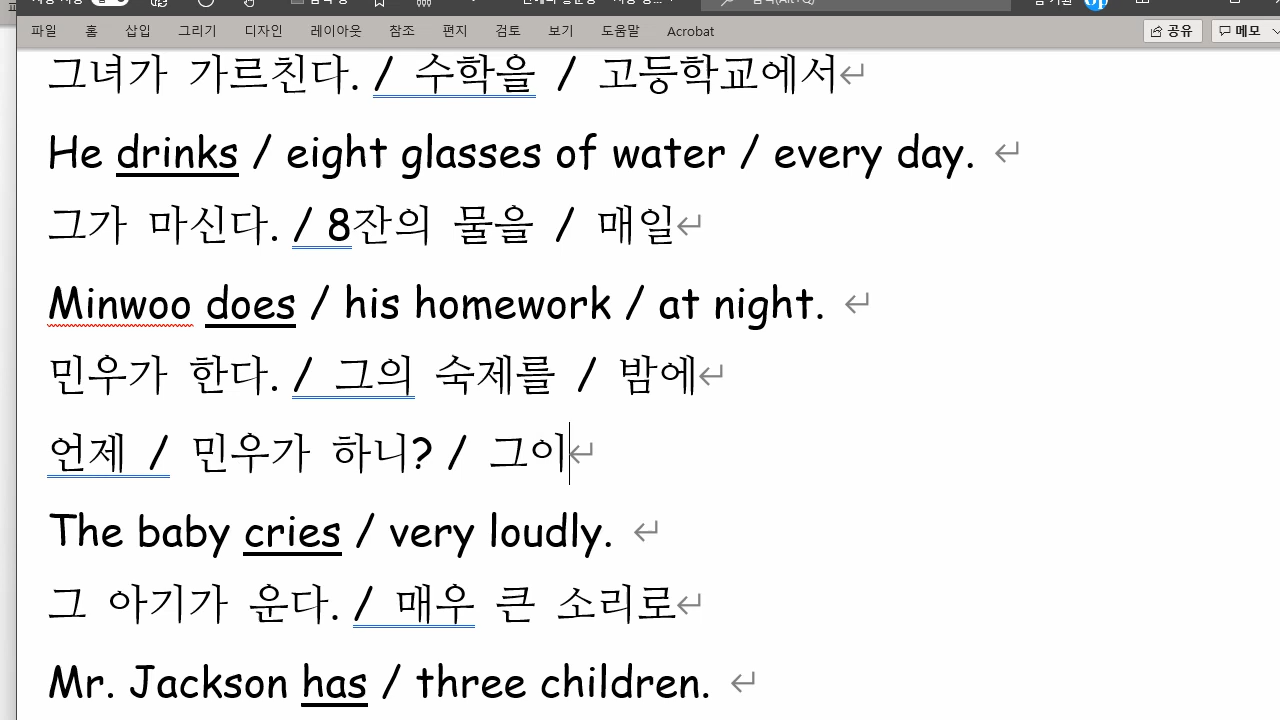 파일 홈 삽입 그리기 디자인 레이아웃 참조 편지 검토 보기 도움말 Acrobat 공유 메모
그녀가 가르친다. / 수학을 / 고등학교에서
He drinks / eight glasses of water / every day.
그가 마신다. / 8잔의 물을 / 매일
Minwoo does / his homework / at night.
민우가 한다. / 그의 숙제를 / 밤에
언제 / 민우가 하니? / 그이
The baby cries / very loudly.
그 아기가 운다. / 매우 큰 소리로
Mr. Jackson has / three children.